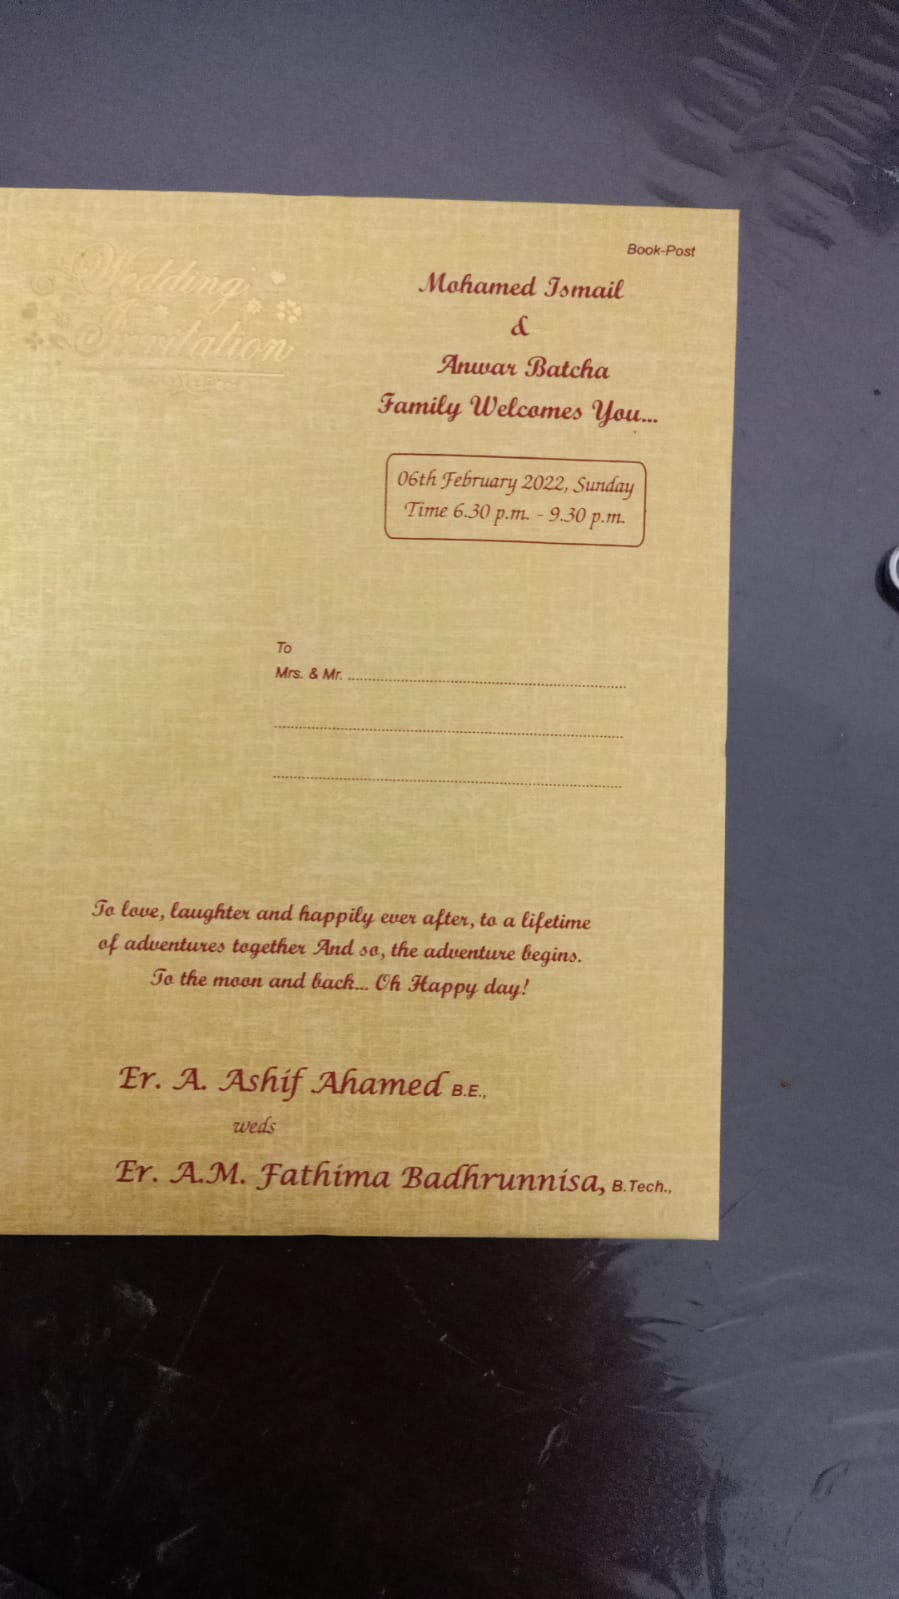 Wedding
Invitation
Book-Post
Mohamed Ismail
&
Anwar Batcha
Family Welcomes You...
06th February 2022, Sunday
Time 6.30 p.m. - 9.30 p.m.
To
Mrs. & Mr. ....................................................
....................................................
....................................................
To love, laughter and happily ever after, to a lifetime
of adventures together And so, the adventure begins.
To the moon and back... Oh Happy day!
Er. A. Ashif Ahamed B.E.,
weds
Er. A.M. Fathima Badhrunnisa, B.Tech.,